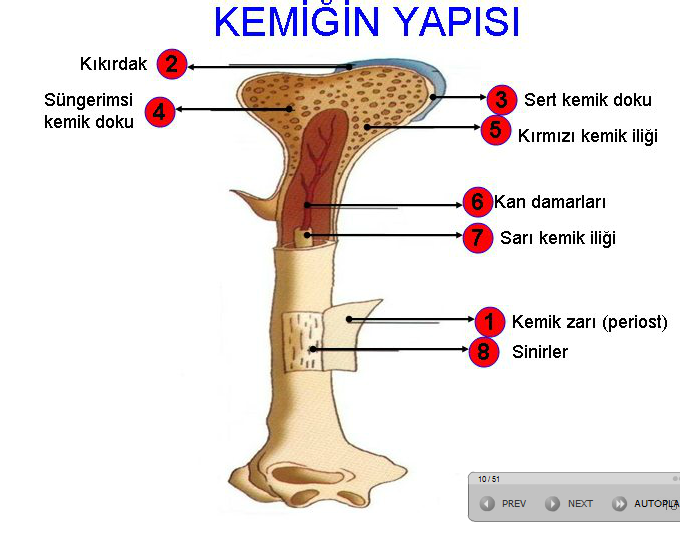 KEMİĞİN YAPISI
Kıkırdak 2
3 Sert kemik doku
Süngerimsi
kemik doku 4
5 Kırmızı kemik iliği
6 Kan damarları
7 Sarı kemik iliği
1 Kemik zarı (periost)
8 Sinirler
10 / 51
PREV NEXT AUTOPLA